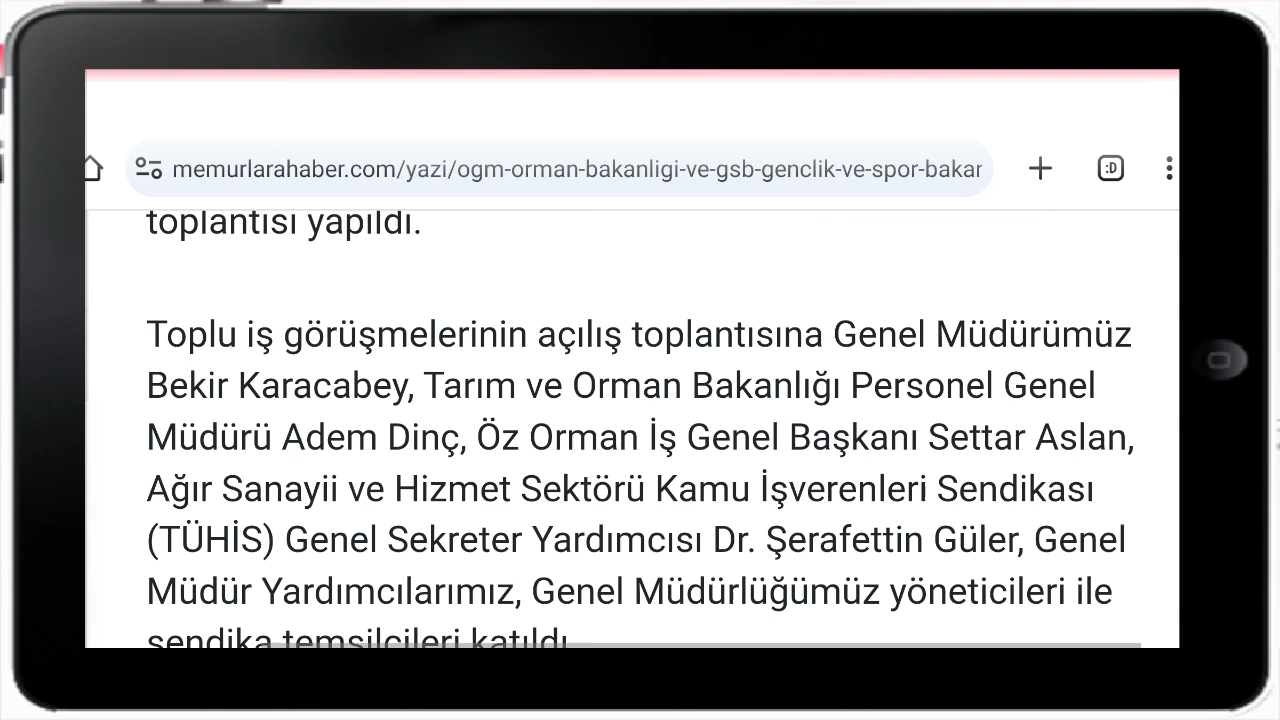 memurlarahaber.com/yazi/ogm-orman-bakanligi-ve-gsb-genclik-ve-spor-bakar
:D
toplantısı yapıldı.
Toplu iş görüşmelerinin açılış toplantısına Genel Müdürümüz
Bekir Karacabey, Tarım ve Orman Bakanlığı Personel Genel
Müdürü Adem Dinç, Öz Orman İş Genel Başkanı Settar Aslan,
Ağır Sanayii ve Hizmet Sektörü Kamu İşverenleri Sendikası
(TÜHİS) Genel Sekreter Yardımcısı Dr. Şerafettin Güler, Genel
Müdür Yardımcılarımız, Genel Müdürlüğümüz yöneticileri ile
sendika temsilcileri katıldı